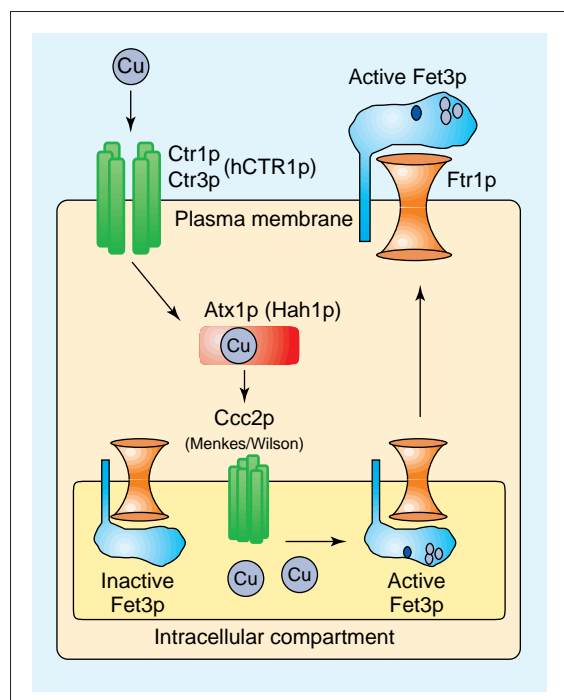 Cu
Active Fet3p
Ctr1p
Ctr3p
(hCTR1p)
Ftr1p
Plasma membrane
Atx1p (Hah1p)
Cu
Ccc2p
(Menkes/Wilson)
Inactive
Fet3p
Cu
Cu
Active
Fet3p
Intracellular compartment